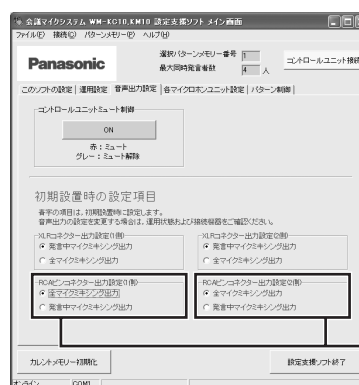 会議マイクシステム WM-KC10,KM10 設定支援ソフト メイン画面
ファイル(F) 接続(C) パターンメモリー(P) ヘルプ(H)
Panasonic
選択パターンメモリー番号 1
最大同時発言者数 4 人
コントロールユニット接続
このソフトの設定 運用設定 音声出力設定 各マイクロホンユニット設定 パターン制御
コントロールユニットミュート制御
ON
赤：ミュート
グレー：ミュート解除
初期設置時の設定項目
青字の項目は、初期設置時に設定します。
音声出力の設定を変更する場合は、運用状態および接続機器をご確認ください。
XLRコネクター出力設定(1側)
発言中マイクミキシング出力
全マイクミキシング出力
XLRコネクター出力設定(2側)
発言中マイクミキシング出力
全マイクミキシング出力
RCAピンコネクター出力設定(1側)
全マイクミキシング出力
発言中マイクミキシング出力
RCAピンコネクター出力設定(2側)
全マイクミキシング出力
発言中マイクミキシング出力
カレントメモリー初期化
設定支援ソフト終了
オンライン COM1